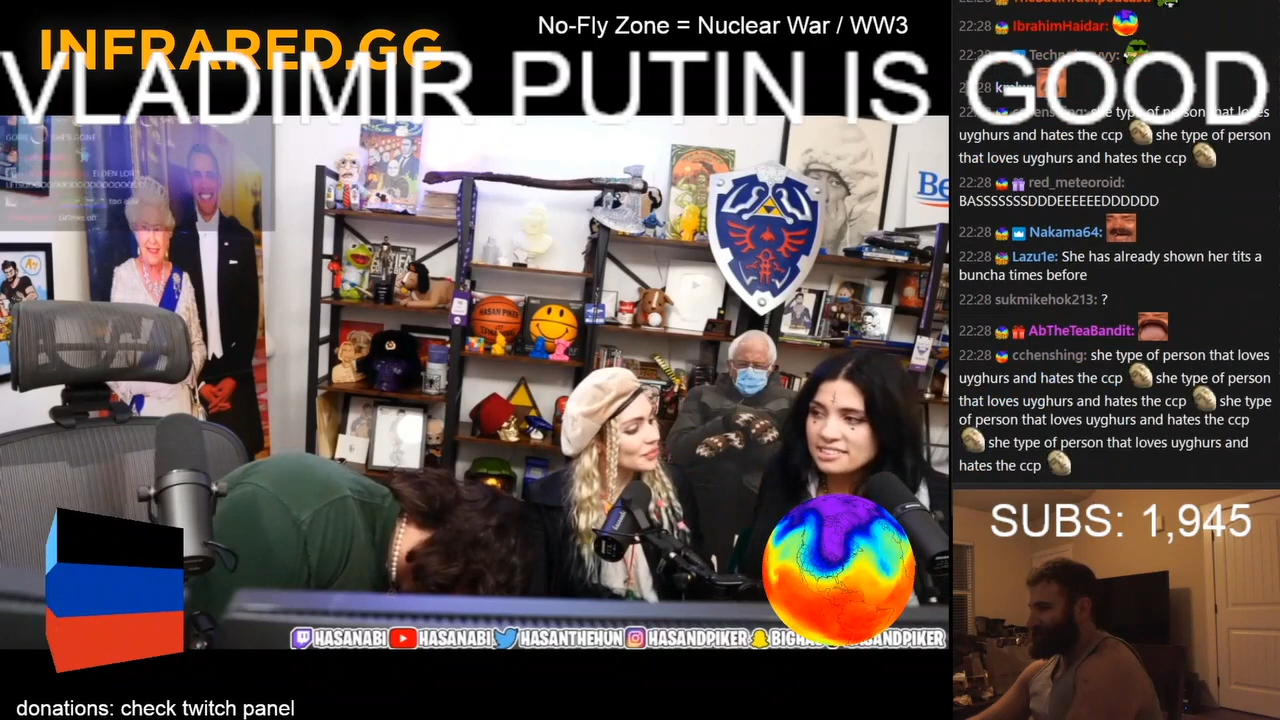 No-Fly Zone = Nuclear War / WW3
INFRARED.GG
VLADIMIR PUTIN IS GOOD
22:28 IbrahimHaidar:
22:28
uyghurs and hates the ccp she type of person
that loves uyghurs and hates the ccp
22:28 red_meteoroid:
BASSSSSSDDDEEEEEEDDDDDD
22:28 Nakama64:
22:28 Lazu1e: She has already shown her tits a
buncha times before
22:28 sukmikehok213: ?
22:28 AbTheTeaBandit:
22:28 cchenshing: she type of person that loves
uyghurs and hates the ccp she type of person
that loves uyghurs and hates the ccp she type
of person that loves uyghurs and hates the ccp
she type of person that loves uyghurs and
hates the ccp
SUBS: 1,945
Be
HASAN PIKER
HASANABI HASANABI HASANTHEHUN HASANDPIKER
donations: check twitch panel